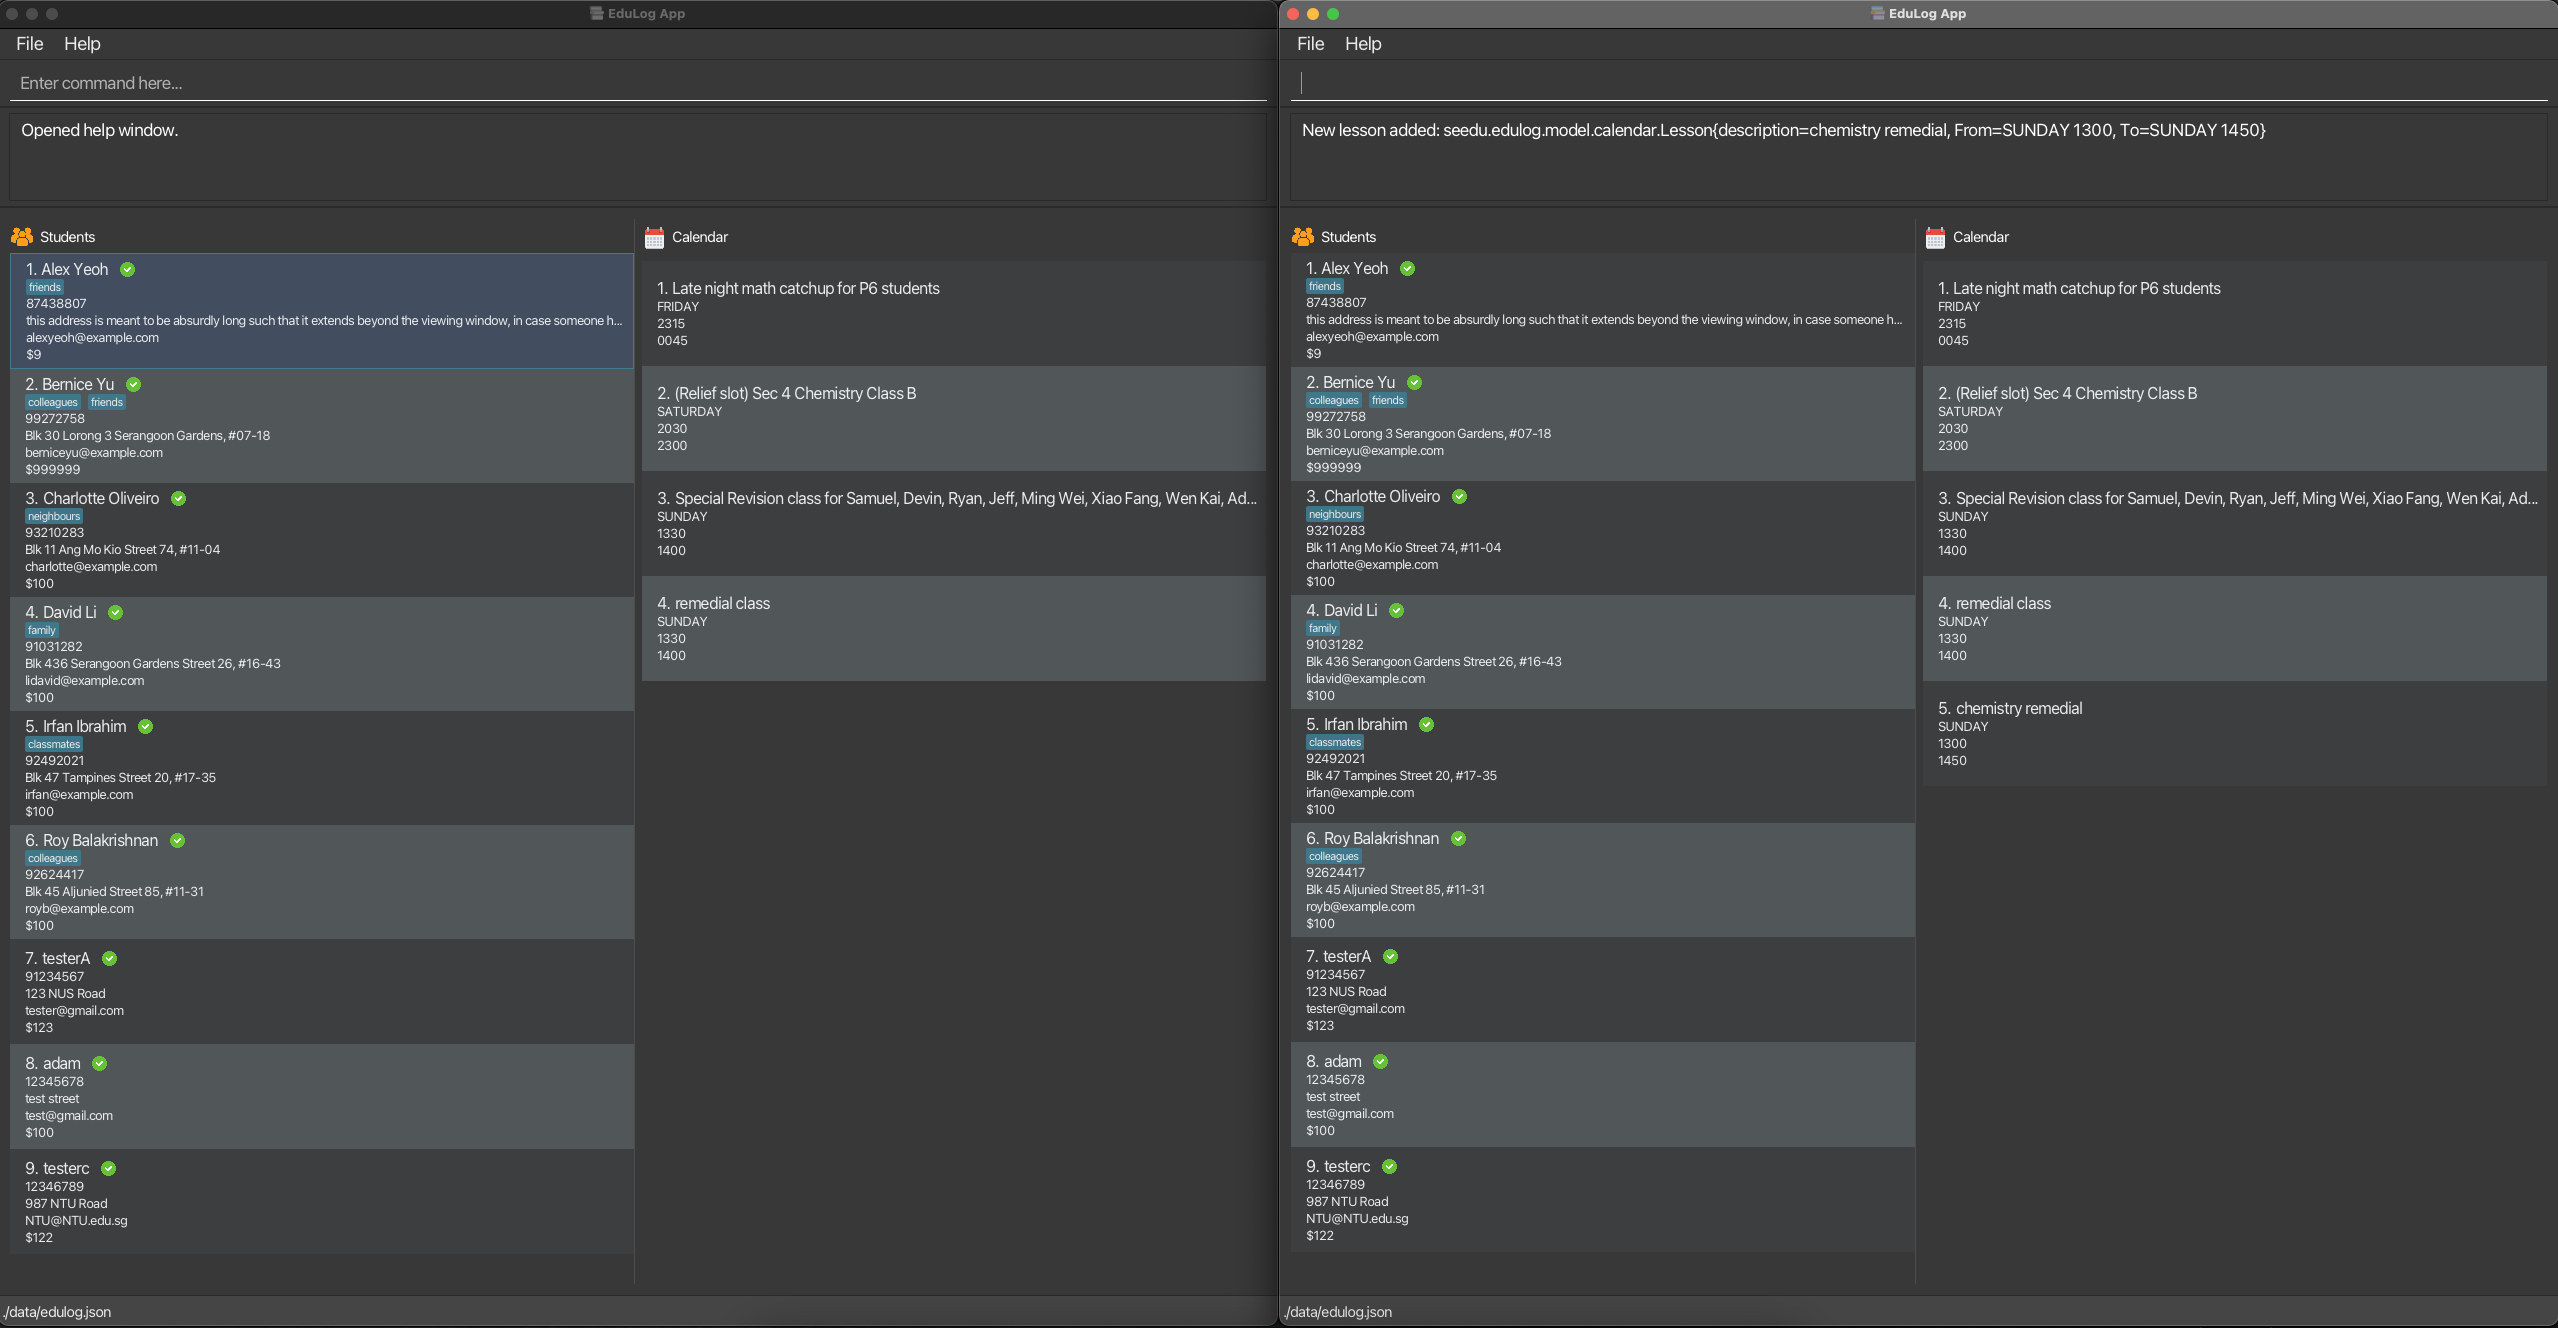 EduLog App
File Help
Enter command here...
Opened help window.
Students
1. Alex Yeoh
friends
87438807
this address is meant to be absurdly long such that it extends beyond the viewing window, in case someone h...
alexyeoh@example.com
$9
2. Bernice Yu
colleagues friends
99272758
Blk 30 Lorong 3 Serangoon Gardens, #07-18
berniceyu@example.com
$999999
3. Charlotte Oliveiro
neighbours
93210283
Blk 11 Ang Mo Kio Street 74, #11-04
charlotte@example.com
$100
4. David Li
family
91031282
Blk 436 Serangoon Gardens Street 26, #16-43
lidavid@example.com
$100
5. Irfan Ibrahim
classmates
92492021
Blk 47 Tampines Street 20, #17-35
irfan@example.com
$100
6. Roy Balakrishnan
colleagues
92624417
Blk 45 Aljunied Street 85, #11-31
royb@example.com
$100
7. testerA
91234567
123 NUS Road
tester@gmail.com
$123
8. adam
12345678
test street
test@gmail.com
$100
9. testerc
12346789
987 NTU Road
NTU@NTU.edu.sg
$122
Calendar
1. Late night math catchup for P6 students
FRIDAY
2315
0045
2. (Relief slot) Sec 4 Chemistry Class B
SATURDAY
2030
2300
3. Special Revision class for Samuel, Devin, Ryan, Jeff, Ming Wei, Xiao Fang, Wen Kai, Ad...
SUNDAY
1330
1400
4. remedial class
SUNDAY
1330
1400
./data/edulog.json
EduLog App
File Help
New lesson added: seedu.edulog.model.calendar.Lesson{description=chemistry remedial, From=SUNDAY 1300, To=SUNDAY 1450}
Students
1. Alex Yeoh
friends
87438807
this address is meant to be absurdly long such that it extends beyond the viewing window, in case someone h...
alexyeoh@example.com
$9
2. Bernice Yu
colleagues friends
99272758
Blk 30 Lorong 3 Serangoon Gardens, #07-18
berniceyu@example.com
$999999
3. Charlotte Oliveiro
neighbours
93210283
Blk 11 Ang Mo Kio Street 74, #11-04
charlotte@example.com
$100
4. David Li
family
91031282
Blk 436 Serangoon Gardens Street 26, #16-43
lidavid@example.com
$100
5. Irfan Ibrahim
classmates
92492021
Blk 47 Tampines Street 20, #17-35
irfan@example.com
$100
6. Roy Balakrishnan
colleagues
92624417
Blk 45 Aljunied Street 85, #11-31
royb@example.com
$100
7. testerA
91234567
123 NUS Road
tester@gmail.com
$123
8. adam
12345678
test street
test@gmail.com
$100
9. testerc
12346789
987 NTU Road
NTU@NTU.edu.sg
$122
Calendar
1. Late night math catchup for P6 students
FRIDAY
2315
0045
2. (Relief slot) Sec 4 Chemistry Class B
SATURDAY
2030
2300
3. Special Revision class for Samuel, Devin, Ryan, Jeff, Ming Wei, Xiao Fang, Wen Kai, Ad...
SUNDAY
1330
1400
4. remedial class
SUNDAY
1330
1400
5. chemistry remedial
SUNDAY
1300
1450
./data/edulog.json